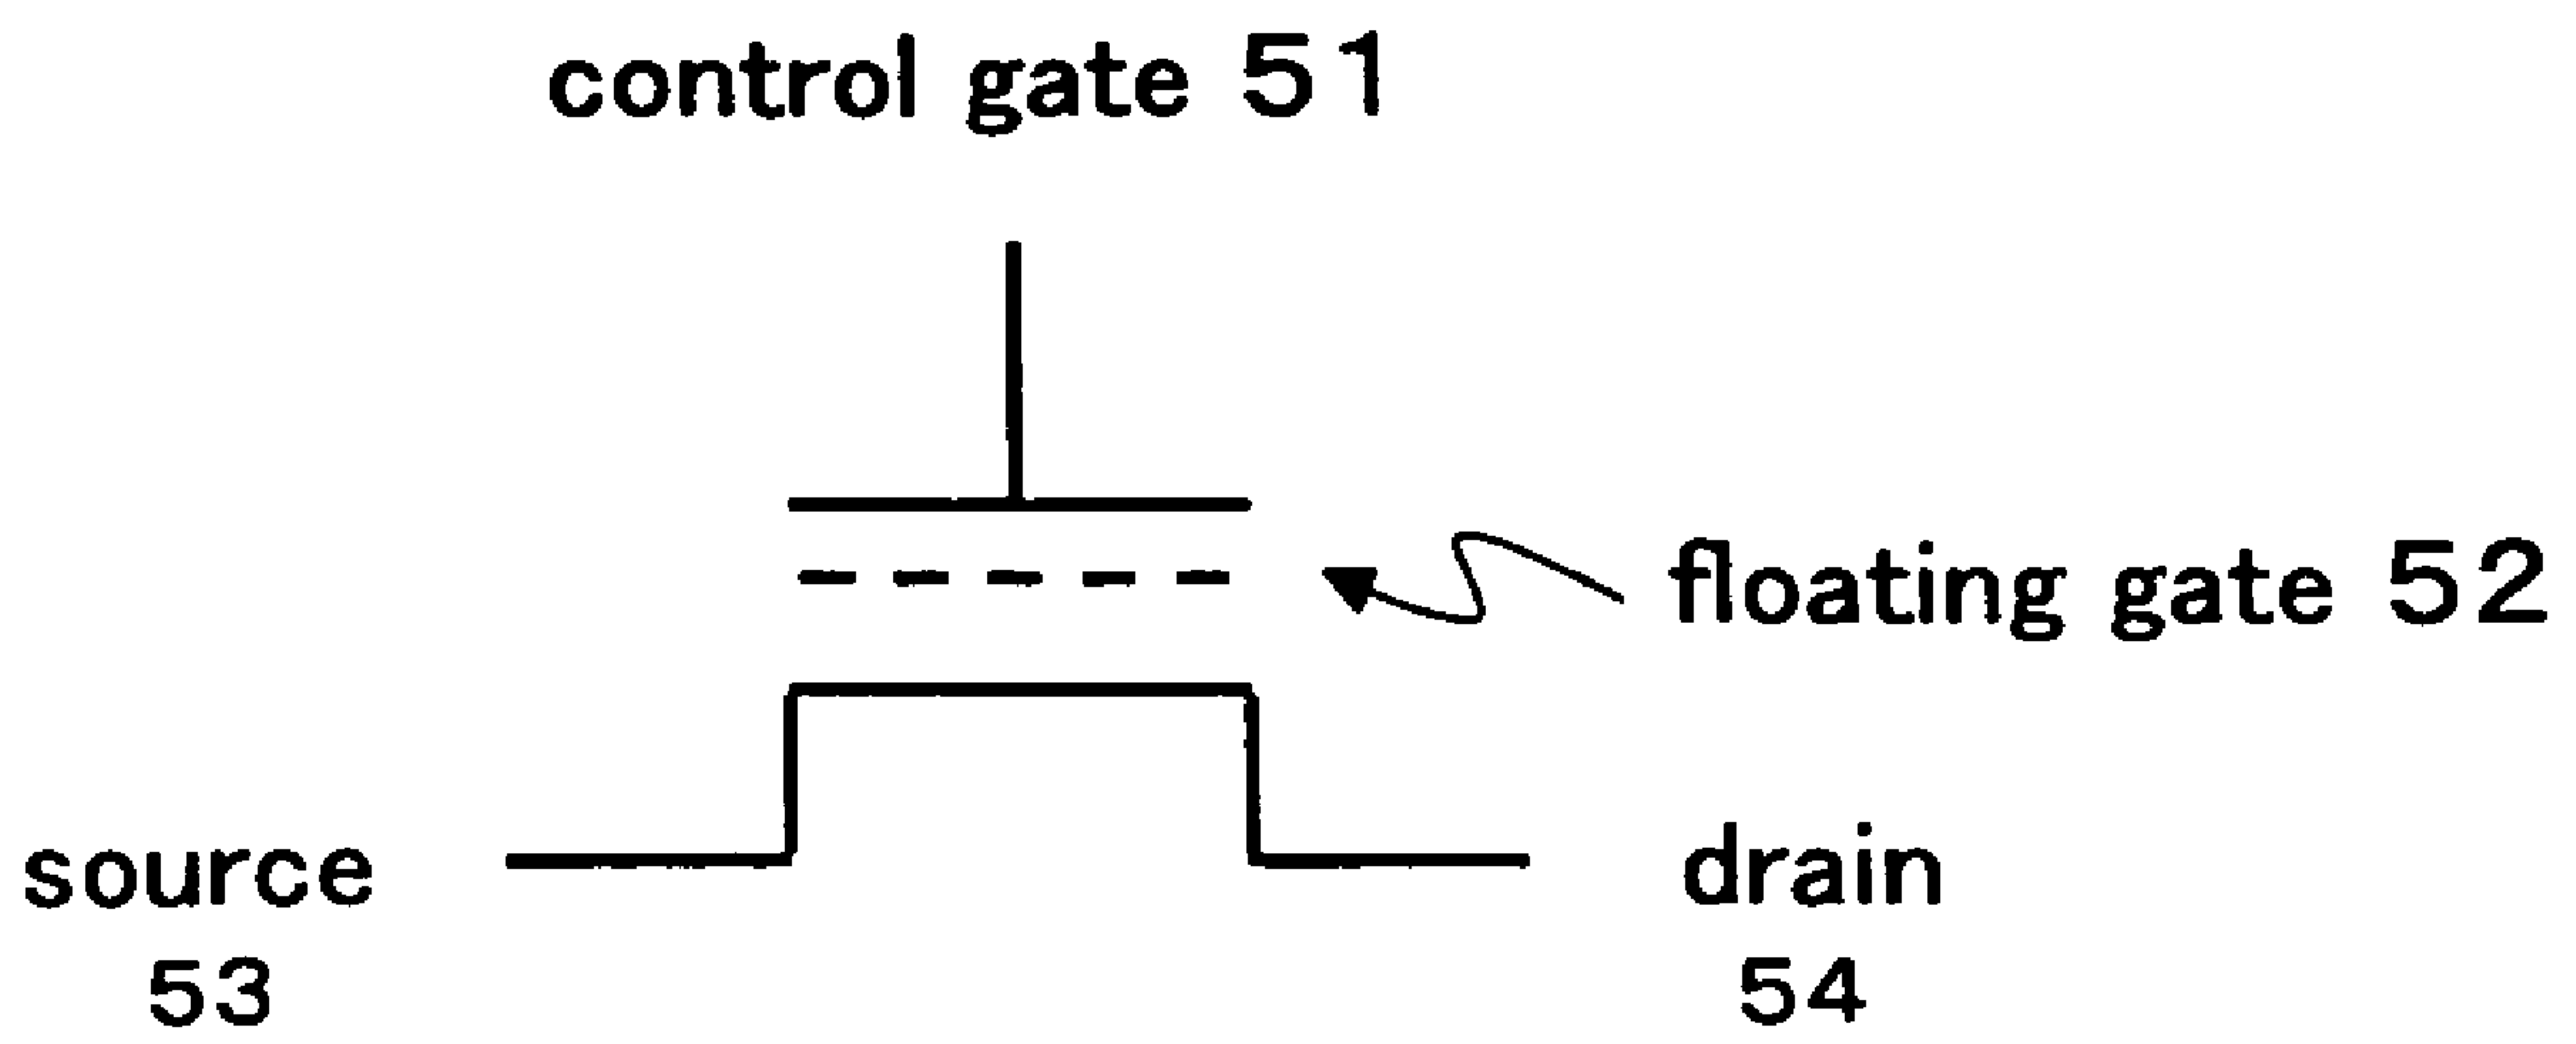 control gate 51
floating gate 52
source
53
drain
54